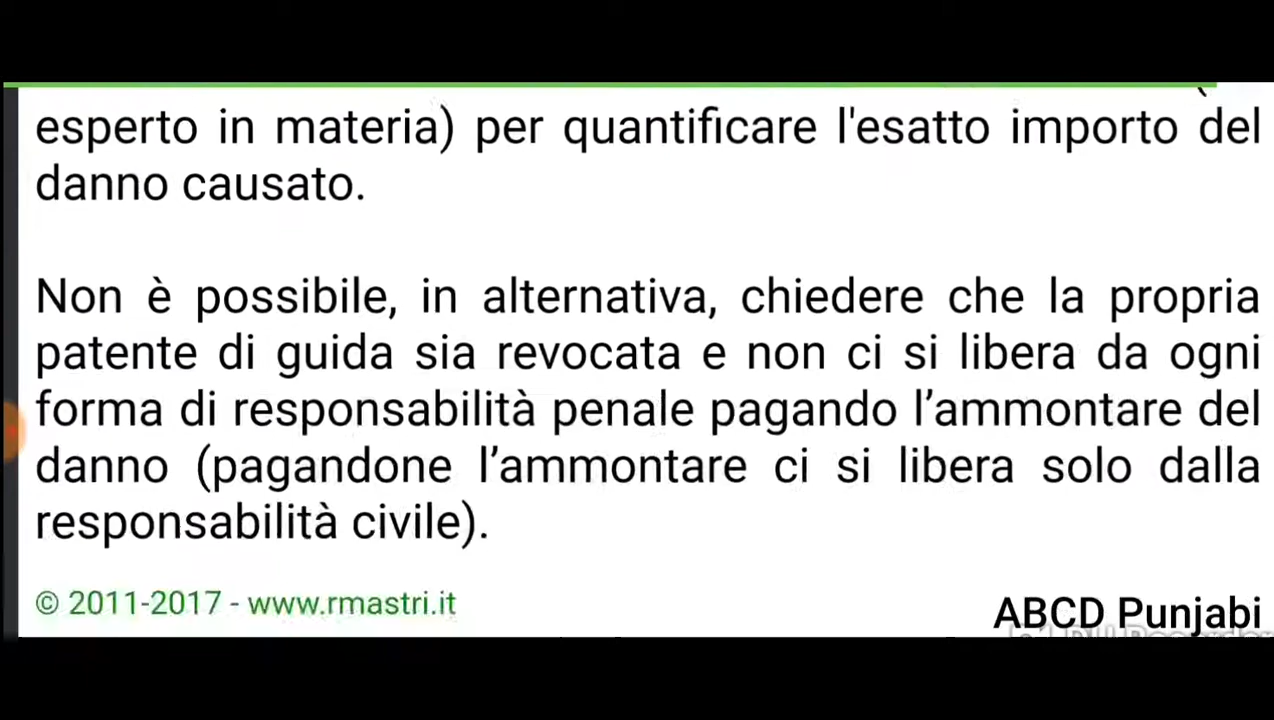 esperto in materia) per quantificare l'esatto importo del
danno causato.
Non è possibile, in alternativa, chiedere che la propria
patente di guida sia revocata e non ci si libera da ogni
forma di responsabilità penale pagando l’ammontare del
danno (pagandone l’ammontare ci si libera solo dalla
responsabilità civile).
© 2011-2017 - www.rmastri.it
ABCD Punjabi